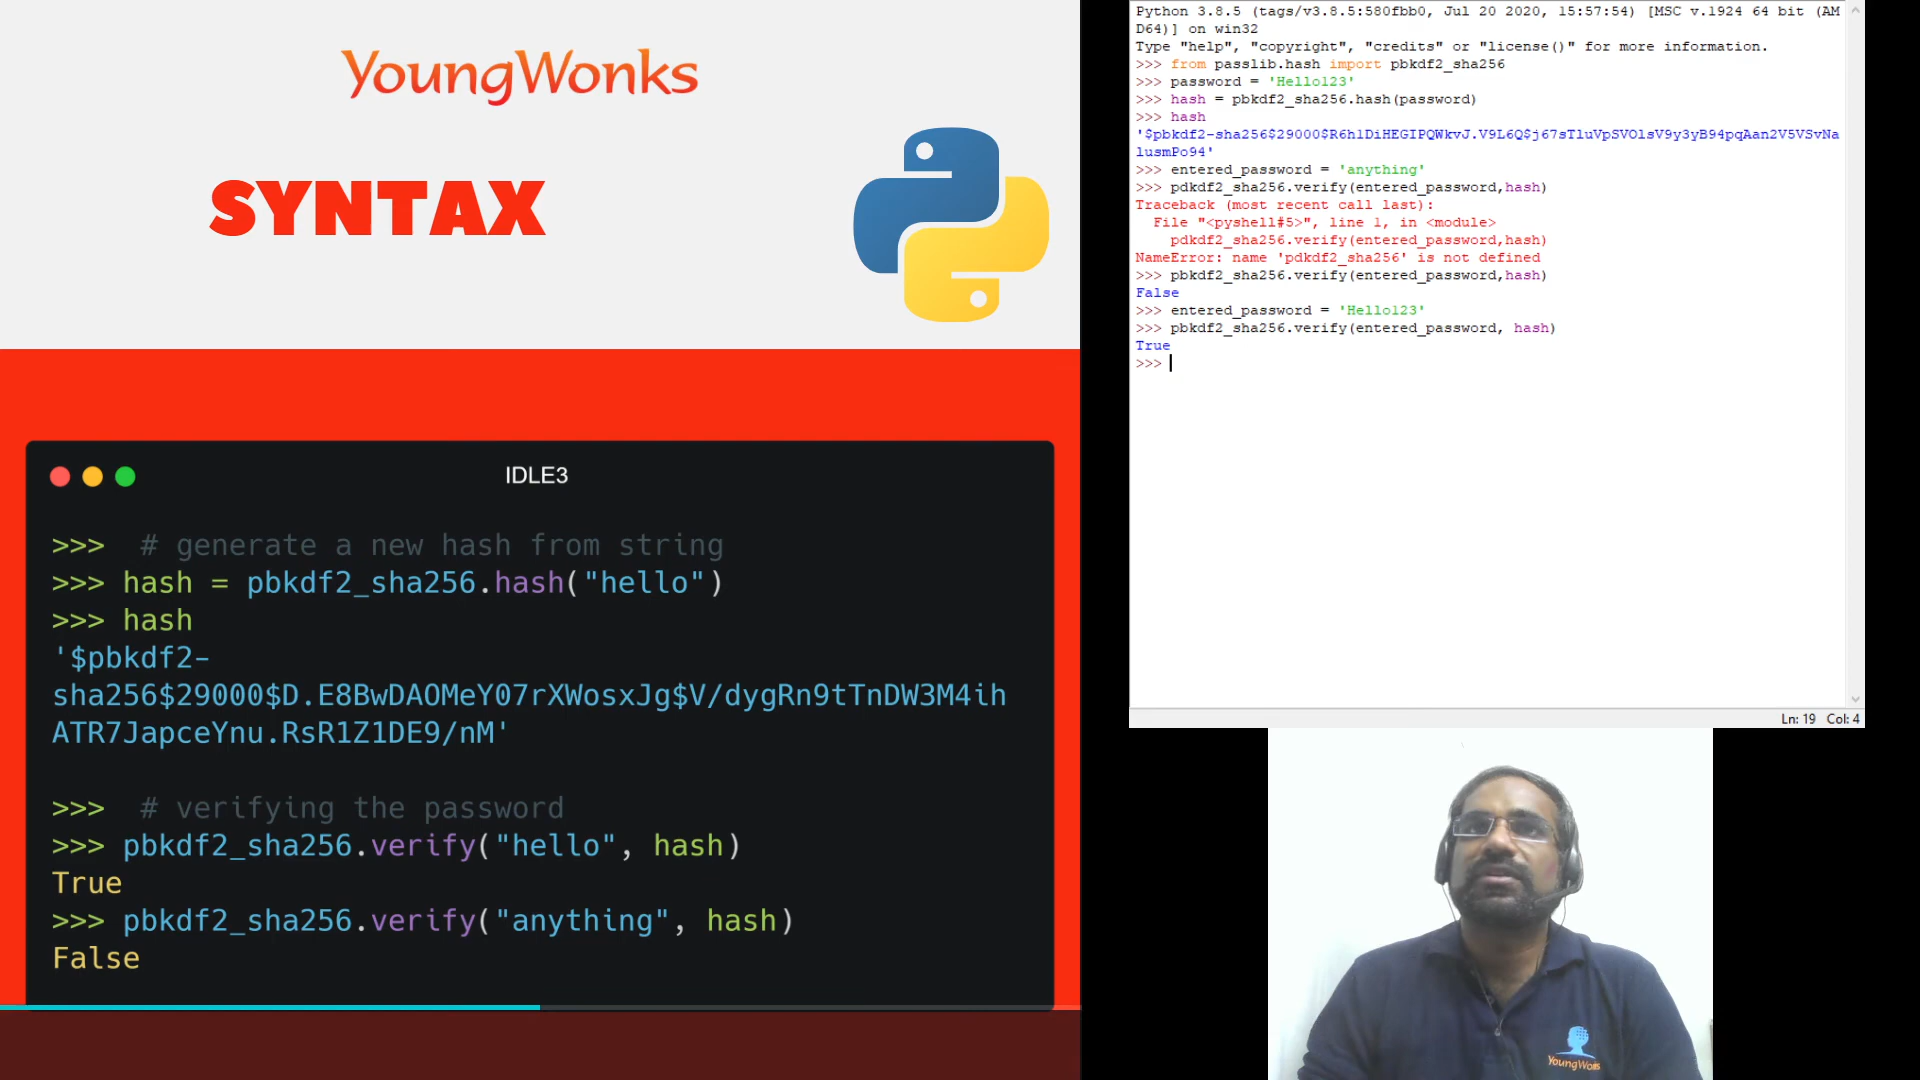 YoungWonks
SYNTAX
IDLE3
>>> # generate a new hash from string
>>> hash = pbkdf2_sha256.hash("hello")
>>> hash
'$pbkdf2-
sha256$29000$D.E8BwDAOMeY07rXWosxJg$V/dygRn9tTnDW3M4ih
ATR7JapceYnu.RsR1Z1DE9/nM'
>>> # verifying the password
>>> pbkdf2_sha256.verify("hello", hash)
True
>>> pbkdf2_sha256.verify("anything", hash)
False
Python 3.8.5 (tags/v3.8.5:580fbb0, Jul 20 2020, 15:57:54) [MSC v.1924 64 bit (AM
D64)] on win32
Type "help", "copyright", "credits" or "license()" for more information.
>>> from passlib.hash import pbkdf2_sha256
>>> password = 'Hello123'
>>> hash = pbkdf2_sha256.hash(password)
>>> hash
'$pbkdf2-sha256$29000$R6h1DiHEGIPQWkvJ.V9L6Q$j67sTluVpSVOlsV9y3yB94pqAan2V5VSvNa
lusmPo94'
>>> entered_password = 'anything'
>>> pdkdf2_sha256.verify(entered_password,hash)
Traceback (most recent call last):
File "<pyshell#5>", line 1, in <module>
pdkdf2_sha256.verify(entered_password,hash)
NameError: name 'pdkdf2_sha256' is not defined
>>> pbkdf2_sha256.verify(entered_password,hash)
False
>>> entered_password = 'Hello123'
>>> pbkdf2_sha256.verify(entered_password, hash)
True
>>>
Ln: 19 Col: 4
YoungWonks